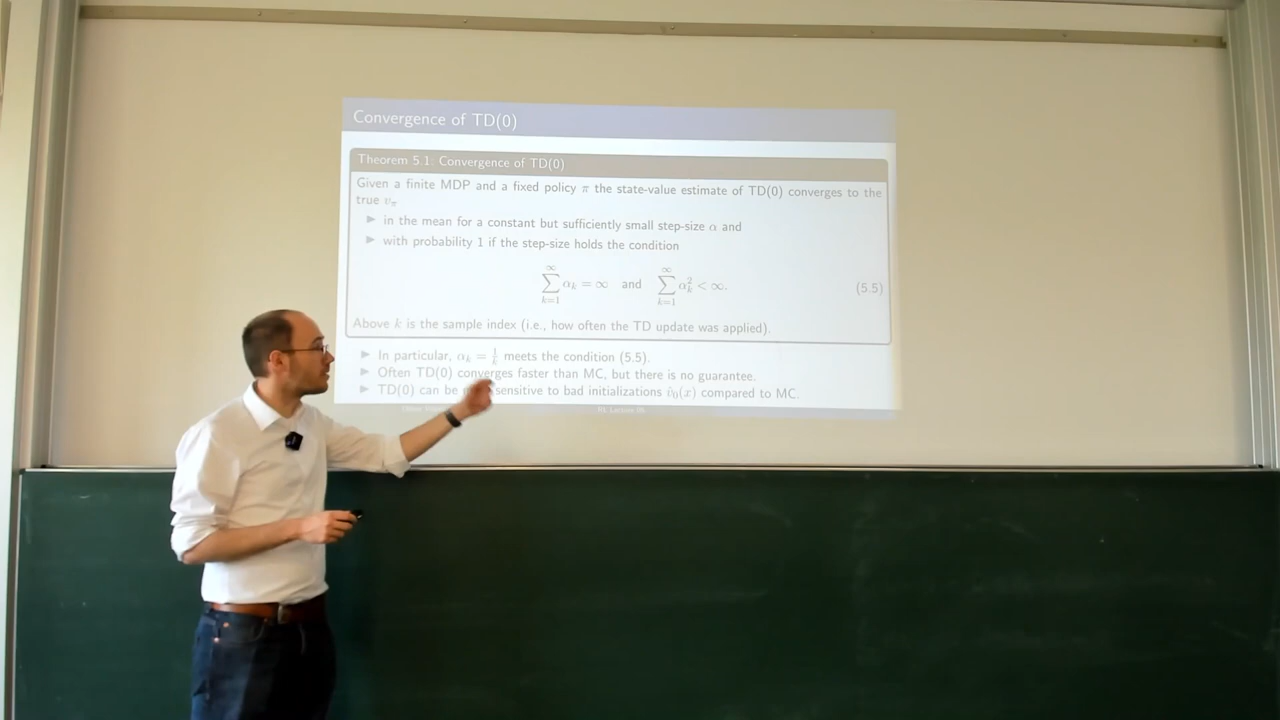 Convergence of TD(0)
Theorem 5.1: Convergence of TD(0)
Given a finite MDP and a fixed policy π the state-value estimate of TD(0) converges to the
true vπ
▶ in the mean for a constant but sufficiently small step-size α and
▶ with probability 1 if the step-size holds the condition
∑_{k=1}^{∞} α_k = ∞ and ∑_{k=1}^{∞} α_k^2 < ∞. (5.5)
Above k is the sample index (i.e., how often the TD update was applied).
▶ In particular, α_k = 1/k meets the condition (5.5).
▶ Often TD(0) converges faster than MC, but there is no guarantee.
▶ TD(0) can be sensitive to bad initializations v̂_0(x) compared to MC.
RL Lecture 05